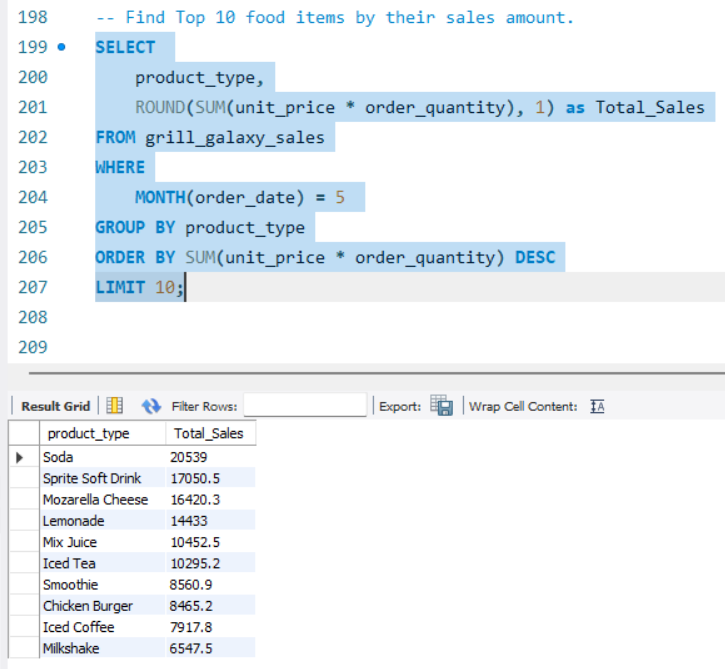 198 -- Find Top 10 food items by their sales amount.
199 SELECT
200 product_type,
201 ROUND(SUM(unit_price * order_quantity), 1) as Total_Sales
202 FROM grill_galaxy_sales
203 WHERE
204 MONTH(order_date) = 5
205 GROUP BY product_type
206 ORDER BY SUM(unit_price * order_quantity) DESC
207 LIMIT 10;
208
209
Result Grid Filter Rows: Export: Wrap Cell Content: IA
product_type Total_Sales
Soda 20539
Sprite Soft Drink 17050.5
Mozarella Cheese 16420.3
Lemonade 14433
Mix Juice 10452.5
Iced Tea 10295.2
Smoothie 8560.9
Chicken Burger 8465.2
Iced Coffee 7917.8
Milkshake 6547.5